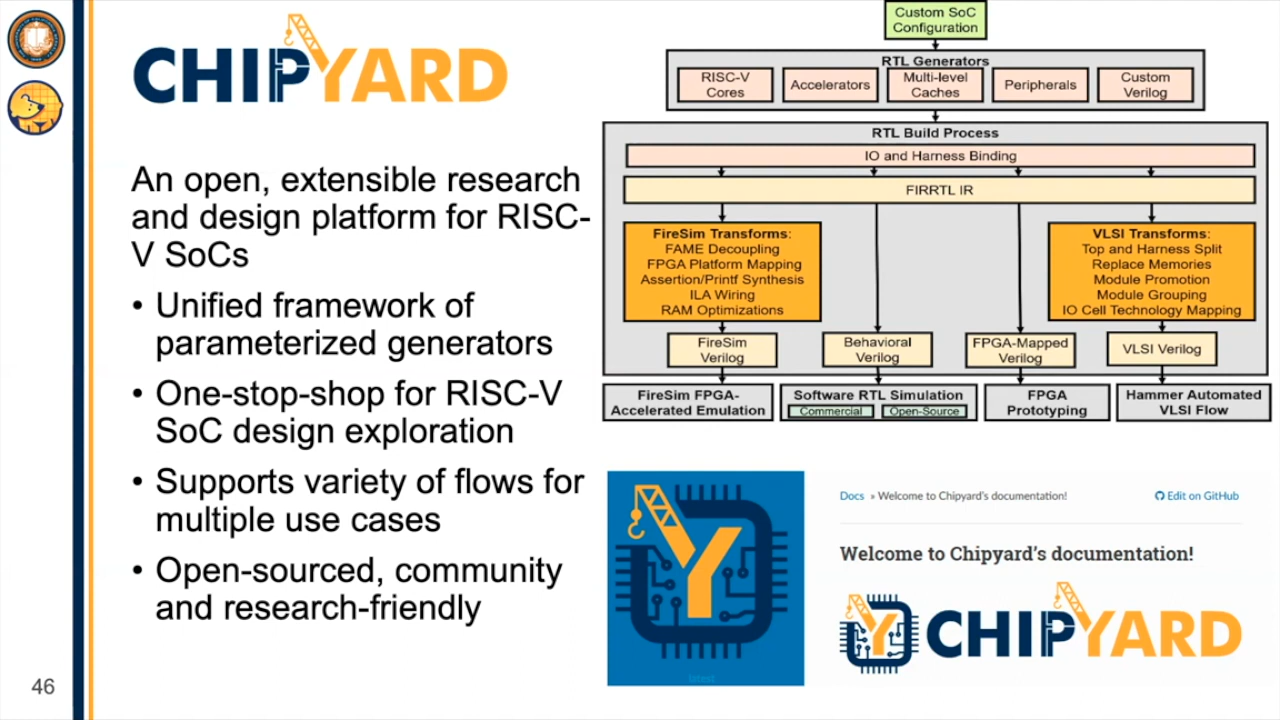 CHIPYARD
An open, extensible research
and design platform for RISC-
V SoCs
• Unified framework of
parameterized generators
• One-stop-shop for RISC-V
SoC design exploration
• Supports variety of flows for
multiple use cases
• Open-sourced, community
and research-friendly
46
Custom SoC
Configuration
RTL Generators
RISC-V
Cores
Accelerators
Multi-level
Caches
Peripherals
Custom
Verilog
RTL Build Process
IO and Harness Binding
FIRRTL IR
FireSim Transforms:
FAME Decoupling
FPGA Platform Mapping
Assertion/Printf Synthesis
ILA Wiring
RAM Optimizations
VLSI Transforms:
Top and Harness Split
Replace Memories
Module Promotion
Module Grouping
IO Cell Technology Mapping
FireSim
Verilog
Behavioral
Verilog
FPGA-Mapped
Verilog
VLSI Verilog
FireSim FPGA-
Accelerated Emulation
Software RTL Simulation
Commercial
Open-Source
FPGA
Prototyping
Hammer Automated
VLSI Flow
Y
latest
Docs » Welcome to Chipyard's documentation!
Edit on GitHub
Welcome to Chipyard's documentation!
Y CHIPYARD